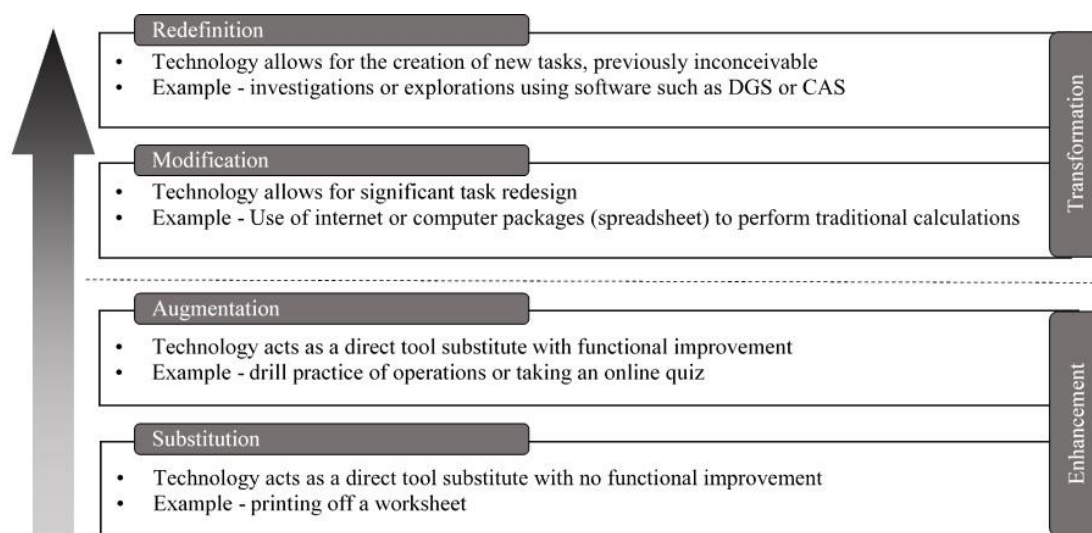 Redefinition
• Technology allows for the creation of new tasks, previously inconceivable
• Example - investigations or explorations using software such as DGS or CAS
Transformation
Modification
• Technology allows for significant task redesign
• Example - Use of internet or computer packages (spreadsheet) to perform traditional calculations
Augmentation
• Technology acts as a direct tool substitute with functional improvement
• Example - drill practice of operations or taking an online quiz
Enhancement
Substitution
• Technology acts as a direct tool substitute with no functional improvement
• Example - printing off a worksheet